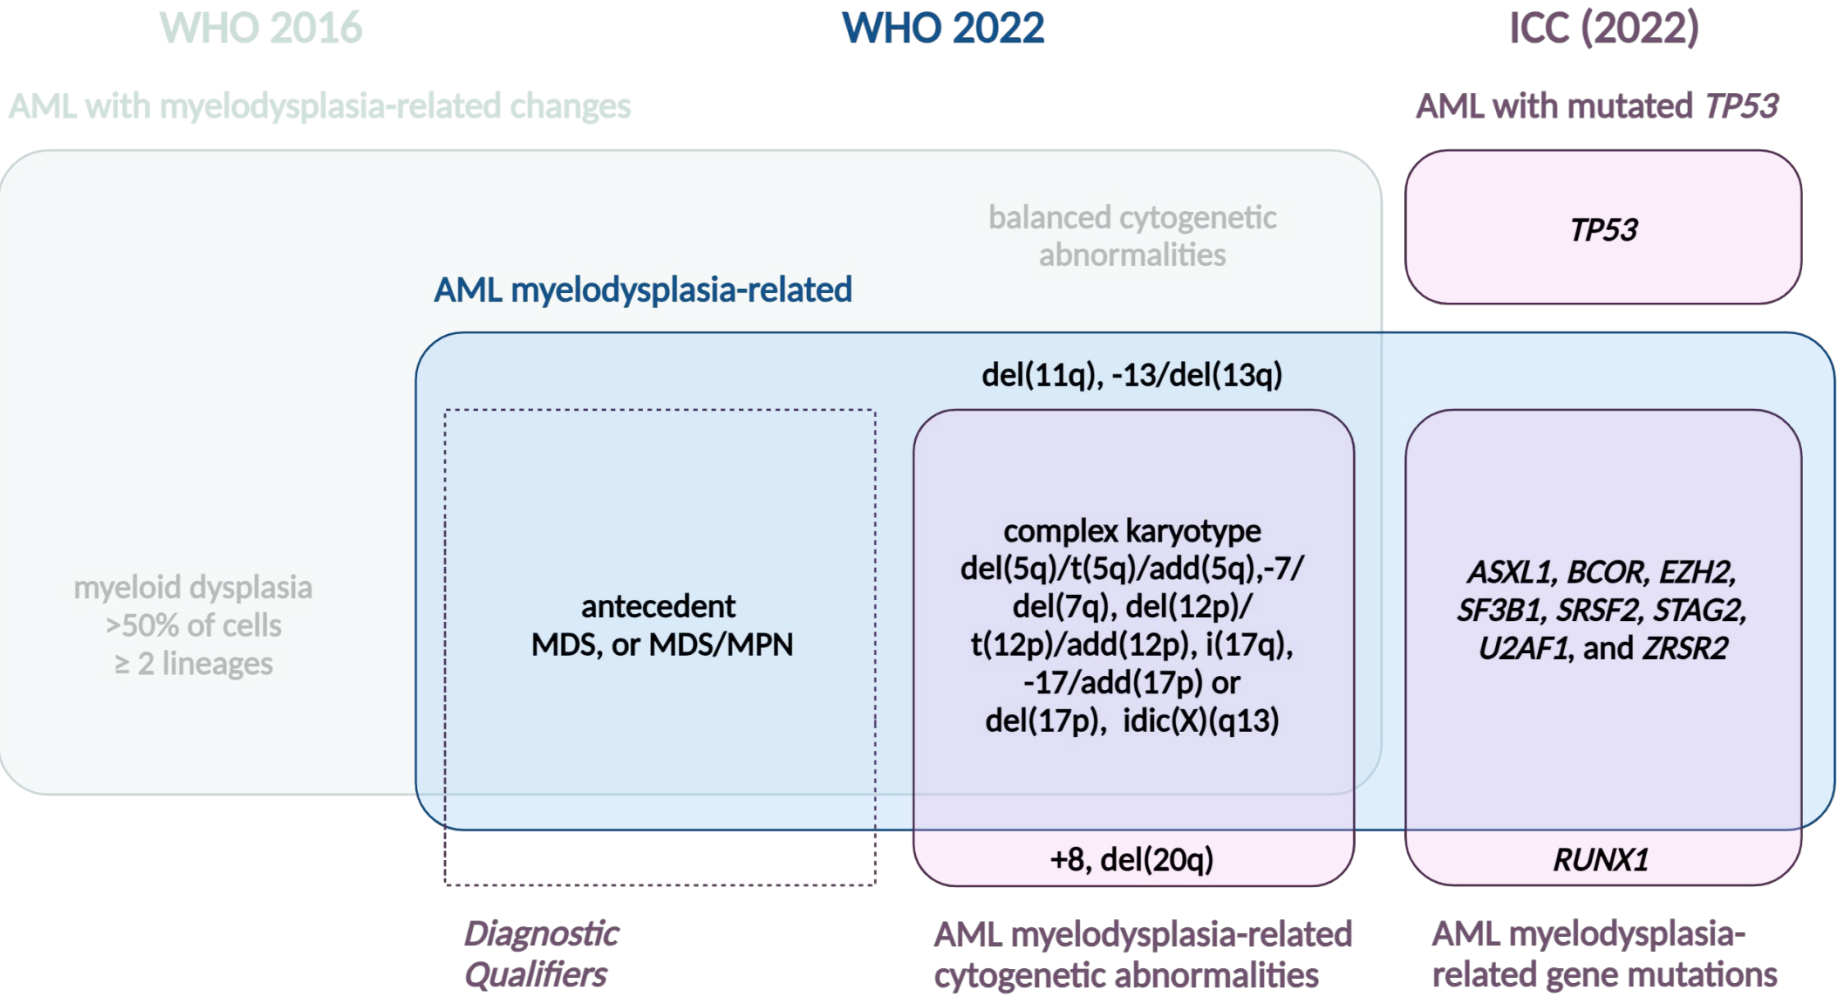 WHO 2016
WHO 2022
ICC (2022)
AML with myelodysplasia-related changes
AML with mutated TP53
balanced cytogenetic
abnormalities
TP53
AML myelodysplasia-related
del(11q), -13/del(13q)
myeloid dysplasia
>50% of cells
≥ 2 lineages
antecedent
MDS, or MDS/MPN
complex karyotype
del(5q)/t(5q)/add(5q),-7/
del(7q), del(12p)/
t(12p)/add(12p), i(17q),
-17/add(17p) or
del(17p), idic(X)(q13)
ASXL1, BCOR, EZH2,
SF3B1, SRSF2, STAG2,
U2AF1, and ZRSR2
+8, del(20q)
RUNX1
Diagnostic
Qualifiers
AML myelodysplasia-related
cytogenetic abnormalities
AML myelodysplasia-
related gene mutations